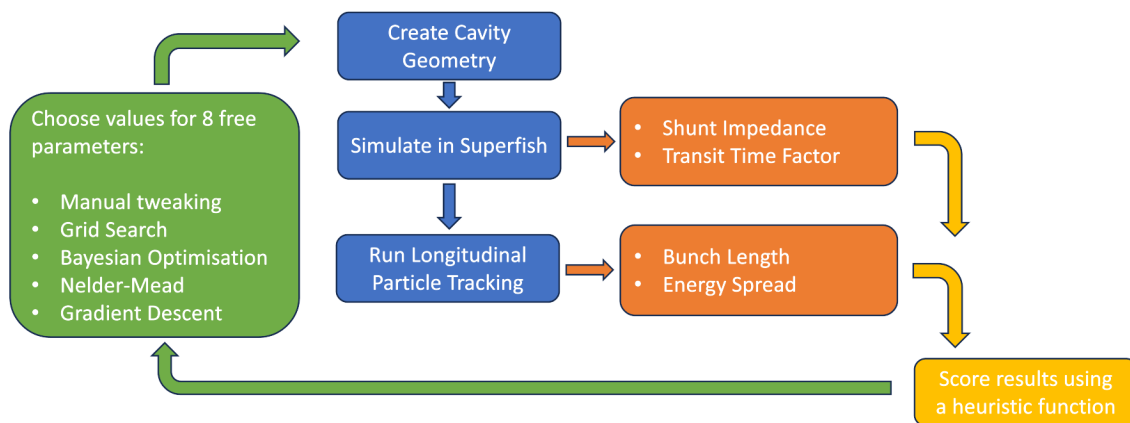 Choose values for 8 free
parameters:
• Manual tweaking
• Grid Search
• Bayesian Optimisation
• Nelder-Mead
• Gradient Descent
Create Cavity
Geometry
Simulate in Superfish
• Shunt Impedance
• Transit Time Factor
Run Longitudinal
Particle Tracking
• Bunch Length
• Energy Spread
Score results using
a heuristic function